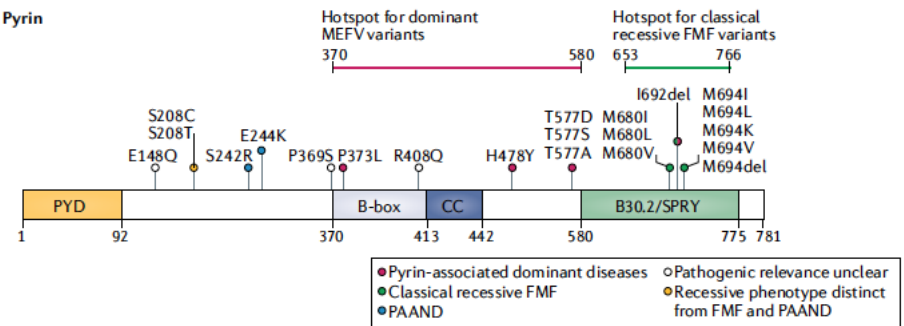 Pyrin
Hotspot for dominant
MEFV variants
370 580
Hotspot for classical
recessive FMF variants
653 766
S208C
S208T
E148Q
S242R
E244K
P369S
P373L
R408Q
H478Y
T577D
T577S
T577A
M680I
M680L
M680V
I692del
M694I
M694L
M694K
M694V
M694del
PYD
B-box
CC
B30.2/SPRY
1 92 370 413 442 580 775 781
Pyrin-associated dominant diseases
Classical recessive FMF
PAAND
Pathogenic relevance unclear
Recessive phenotype distinct
from FMF and PAAND